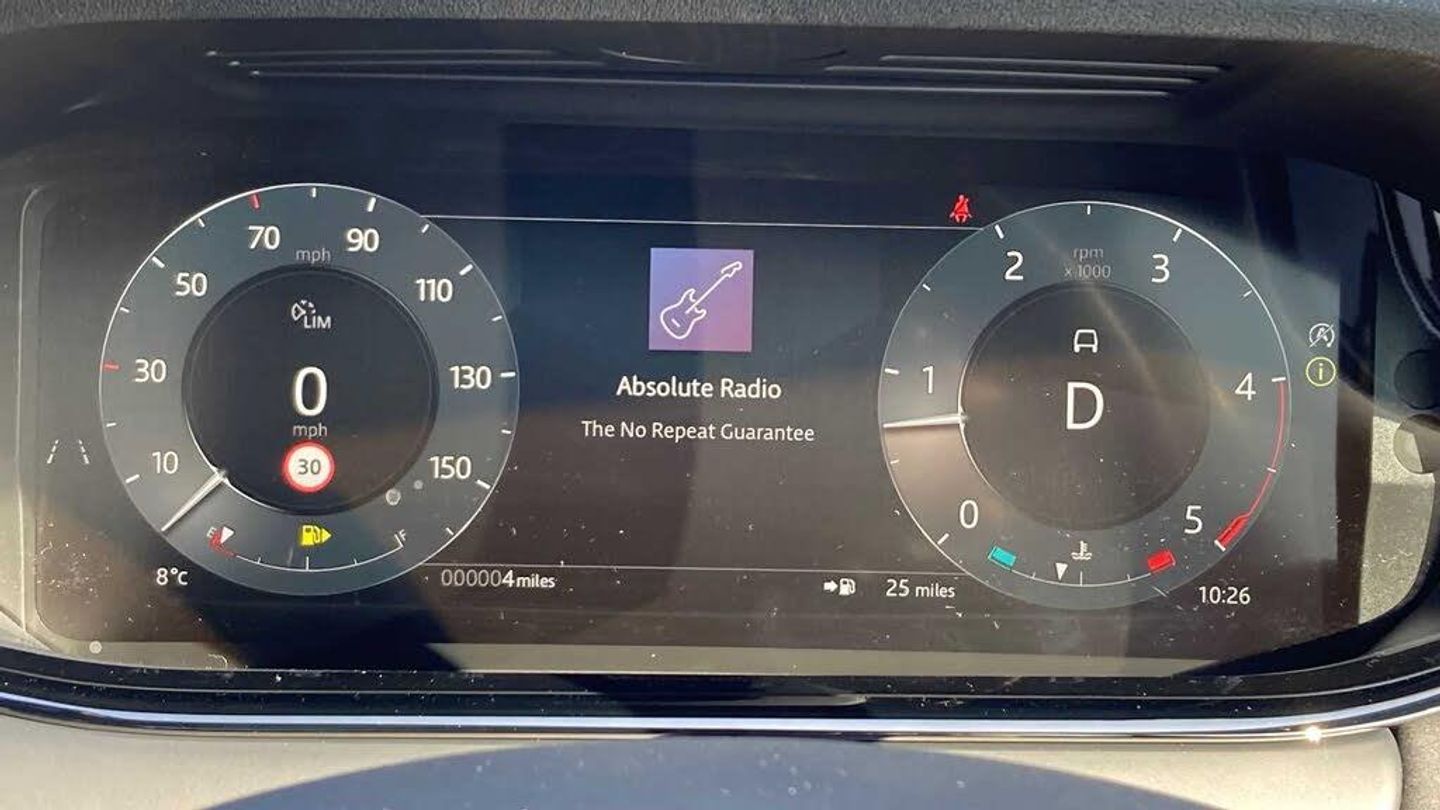 70
mph
90
50
110
LIM
30
130
0
mph
30
10
150
E
F
8°c
000004miles
Absolute Radio
The No Repeat Guarantee
25 miles
2
rpm
x 1000
3
1
4
D
0
5
i
10:26